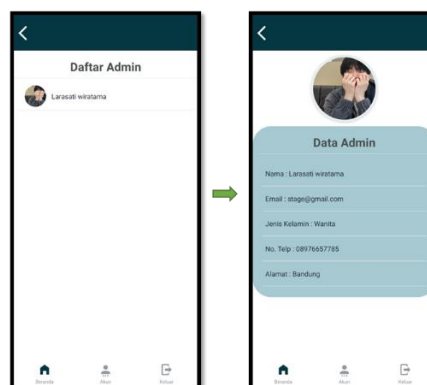 Daftar Admin
Larasati wiratama
Beranda
Akun
Keluar
Data Admin
Nama : Larasati wiratama
Email : stage@gmail.com
Jenis Kelamin : Wanita
No. Telp : 08976657785
Alamat : Bandung
Beranda
Akun
Keluar